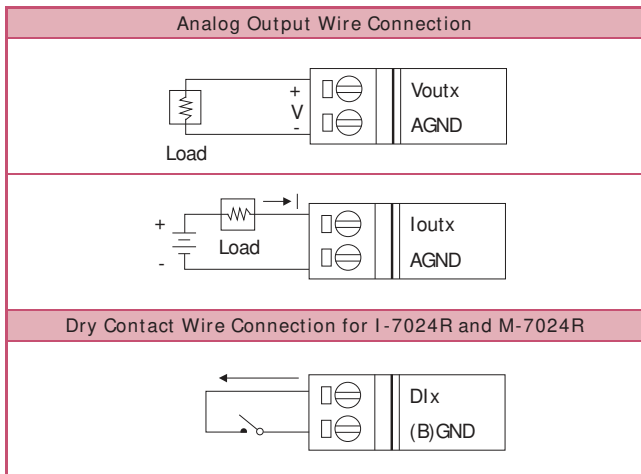 Analog Output Wire Connection
+
V
-
Voutx
AGND
Load
+
-
I
Load
Ioutx
AGND
Dry Contact Wire Connection for I-7024R and M-7024R
DIx
(B)GND